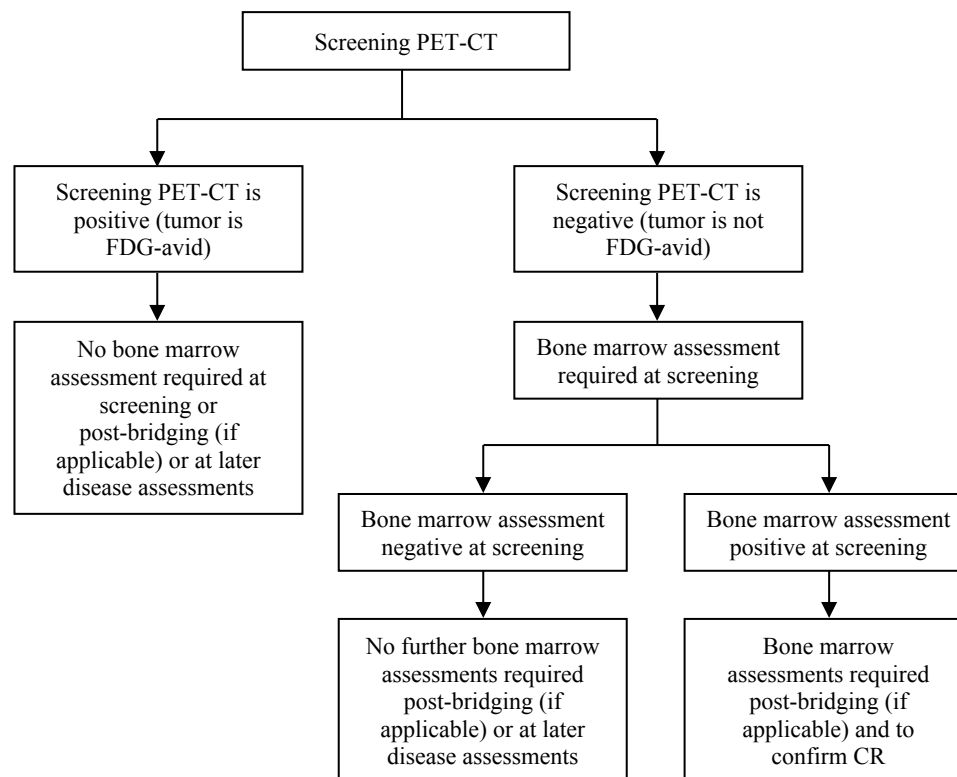 Screening PET-CT
Screening PET-CT is
positive (tumor is
FDG-avid)
Screening PET-CT is
negative (tumor is not
FDG-avid)
No bone marrow
assessment required at
screening or
post-bridging (if
applicable) or at later
disease assessments
Bone marrow assessment
required at screening
Bone marrow assessment
negative at screening
Bone marrow assessment
positive at screening
No further bone marrow
assessments required
post-bridging (if
applicable) or at later
disease assessments
Bone marrow
assessments required
post-bridging (if
applicable) and to
confirm CR